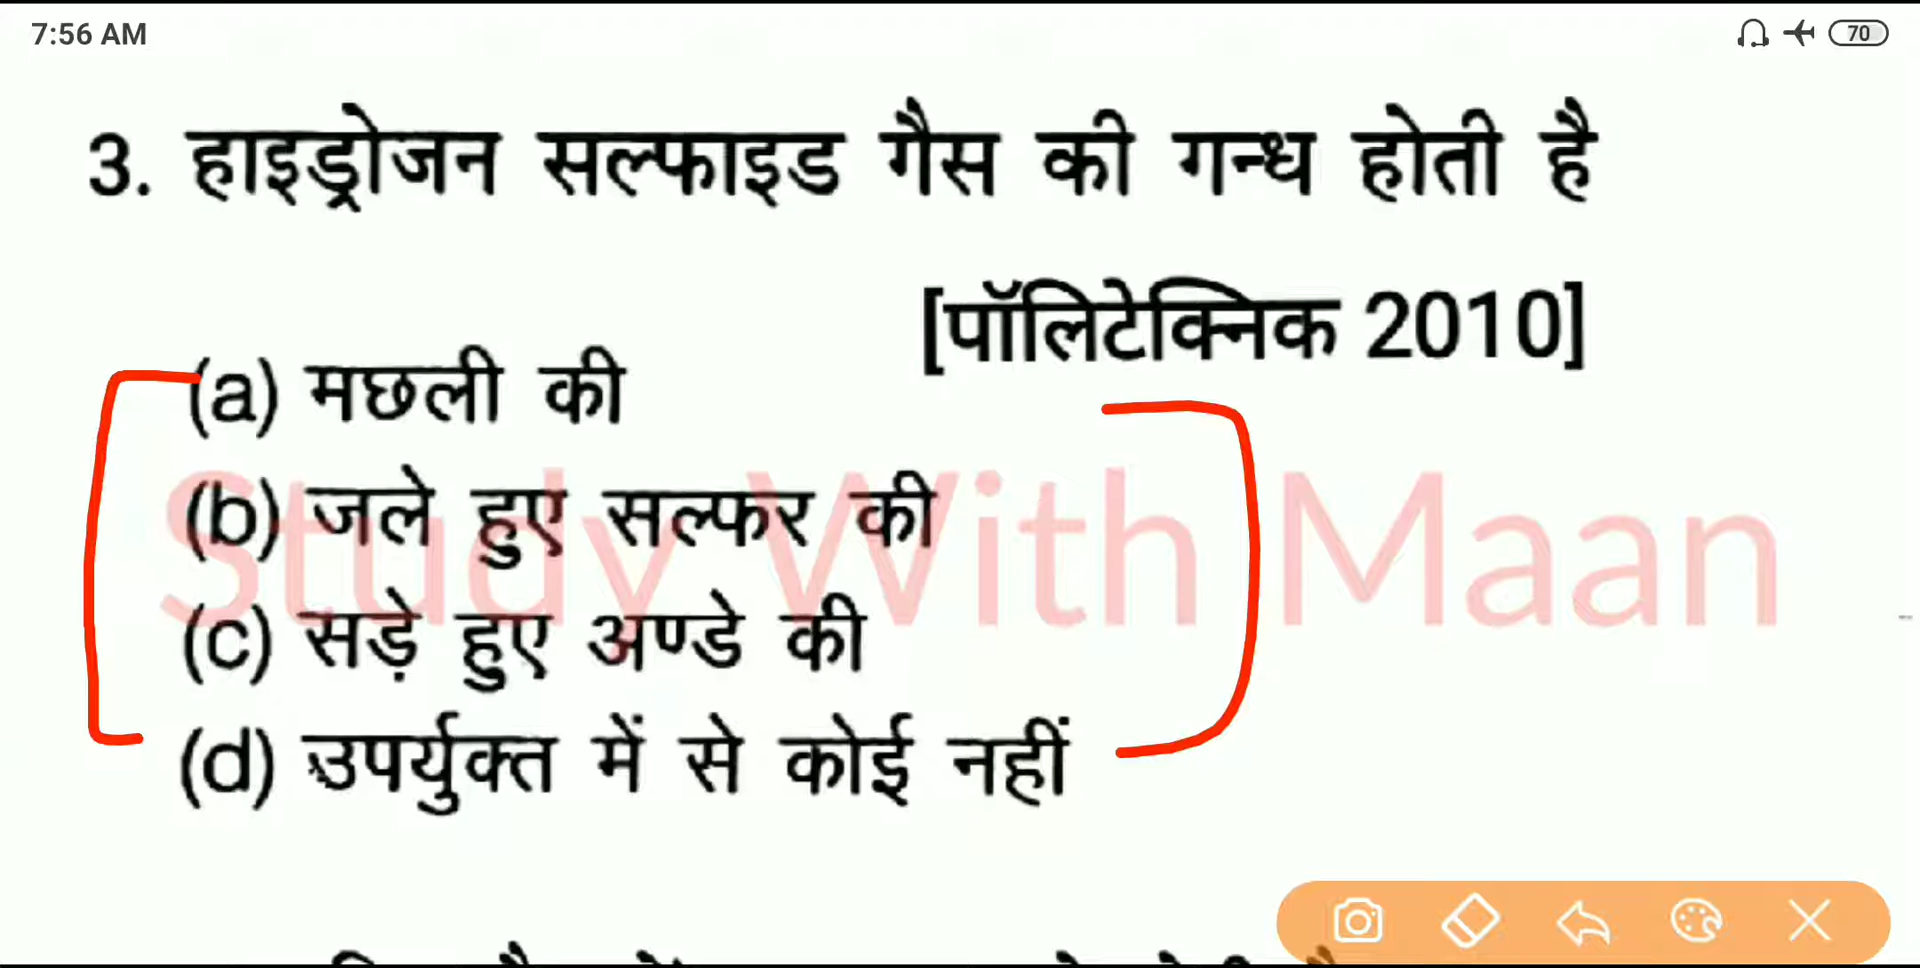 7:56 AM
70
3. हाइड्रोजन सल्फाइड गैस की गन्ध होती है
[पॉलिटेक्निक 2010]
(a) मछली की
(b) जले हुए सल्फर की
(c) सड़े हुए अण्डे की
(d) उपर्युक्त में से कोई नहीं
Study With Maan